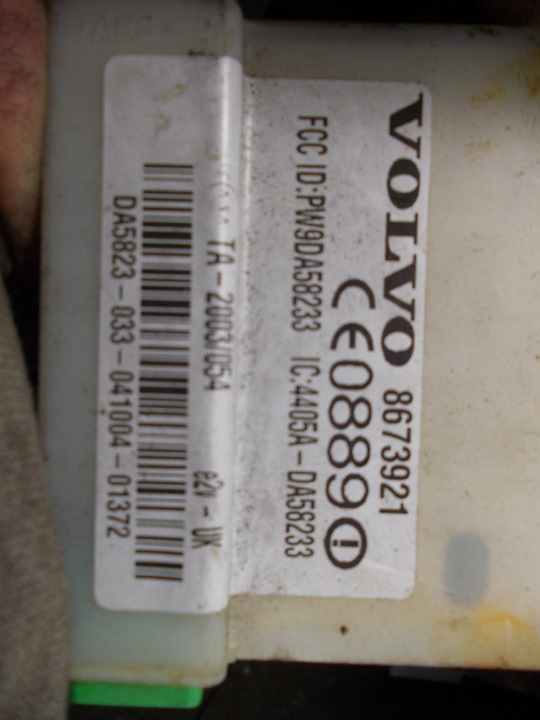 VOLVO 8673921
CE0889
FCC ID:PW9DA58233 IC:4405A-DA58233
TA-2003/054 e2v-UK
DA5823-033-041004-01372